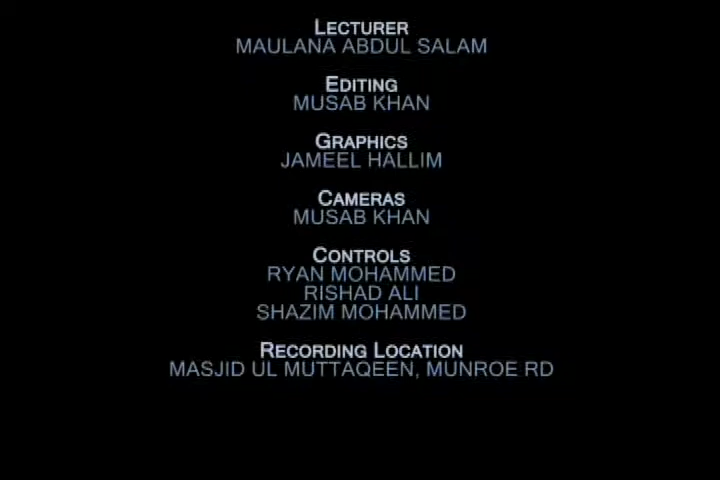 LECTURER
MAULANA ABDUL SALAM
EDITING
MUSAB KHAN
GRAPHICS
JAMEEL HALLIM
CAMERAS
MUSAB KHAN
CONTROLS
RYAN MOHAMMED
RISHAD ALI
SHAZIM MOHAMMED
RECORDING LOCATION
MASJID UL MUTTAQEEN, MUNROE RD